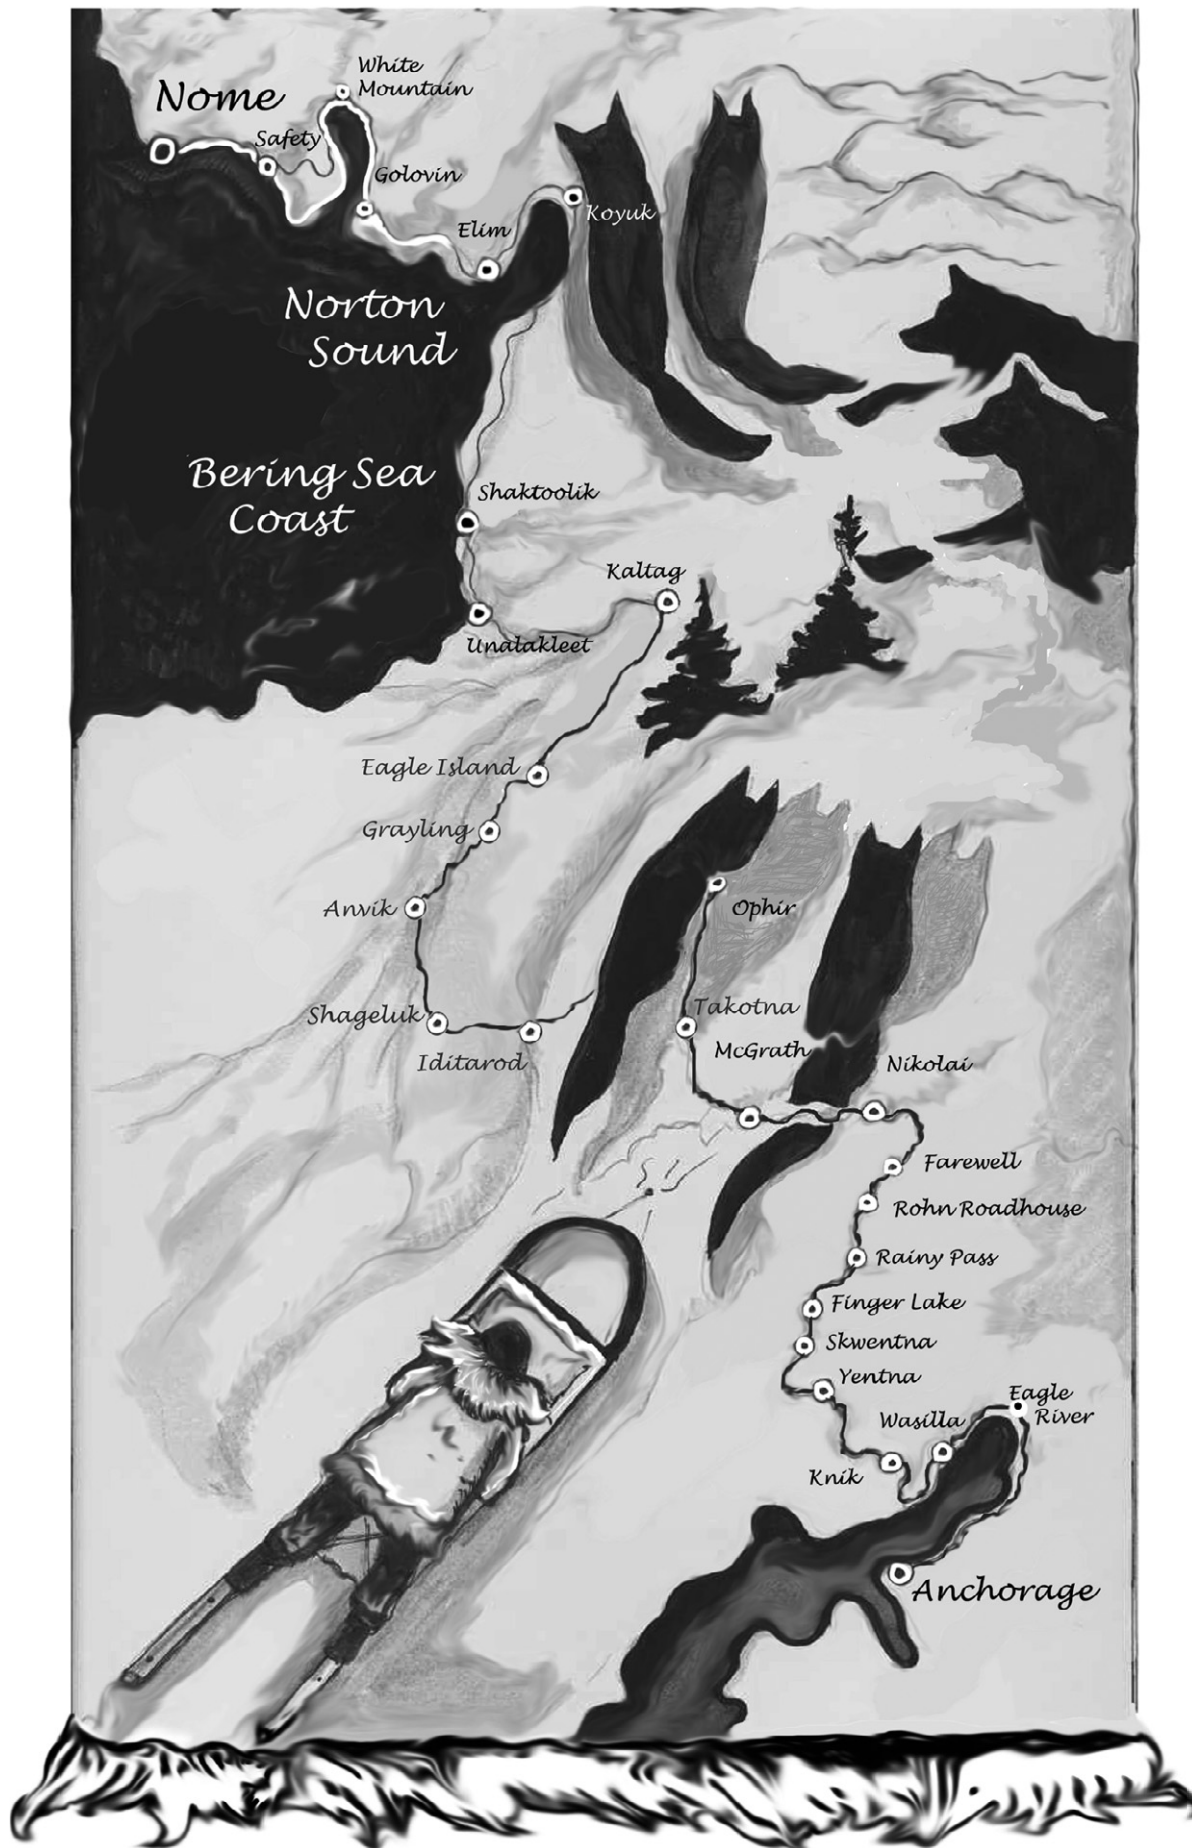 White
Mountain
Nome
Safety
Golovin
Koyuk
Elim
Norton
Sound
Bering Sea
Coast
Shaktoolik
Kaltag
Unalakleet
Eagle Island
Grayling
Anvik
Ophir
Shageluk
Takotna
McGrath
Iditarod
Nikolai
Farewell
Rohn Roadhouse
Rainy Pass
Finger Lake
Skwentna
Yentna
Eagle
River
Wasilla
Knik
Anchorage